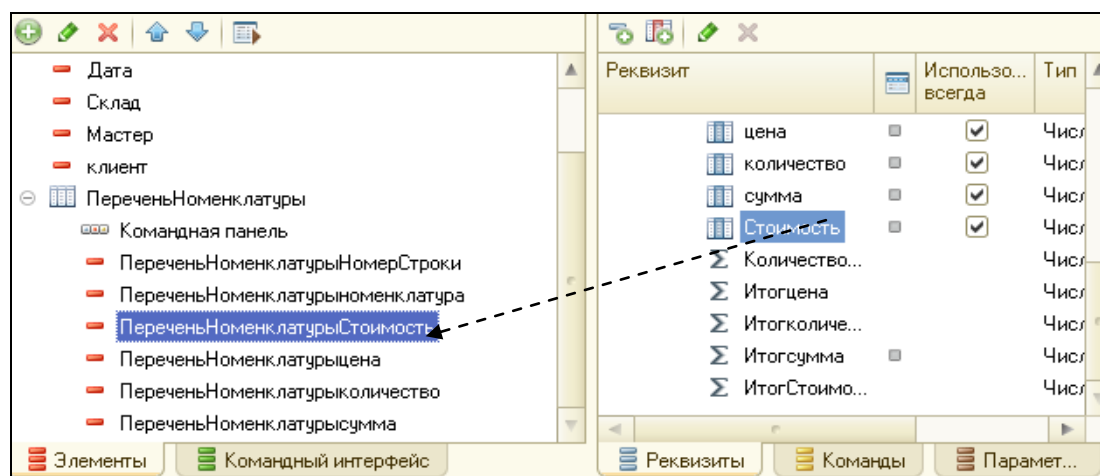 Дата
Склад
Мастер
клиент
ПереченьНоменклатуры
Командная панель
ПереченьНоменклатурыНомерСтроки
ПереченьНоменклатурыноменклатура
ПереченьНоменклатурыСтоимость
ПереченьНоменклатурыцена
ПереченьНоменклатурыколичество
ПереченьНоменклатурысумма
Элементы
Командный интерфейс
Реквизит
Использо...
всегда
Тип
цена Числ
количество Числ
сумма Числ
Стоимость Числ
Количество... Числ
Итогцена Числ
Итогколиче... Числ
Итогсумма Числ
ИтогСтоимо... Числ
Реквизиты
Команды
Парамет...